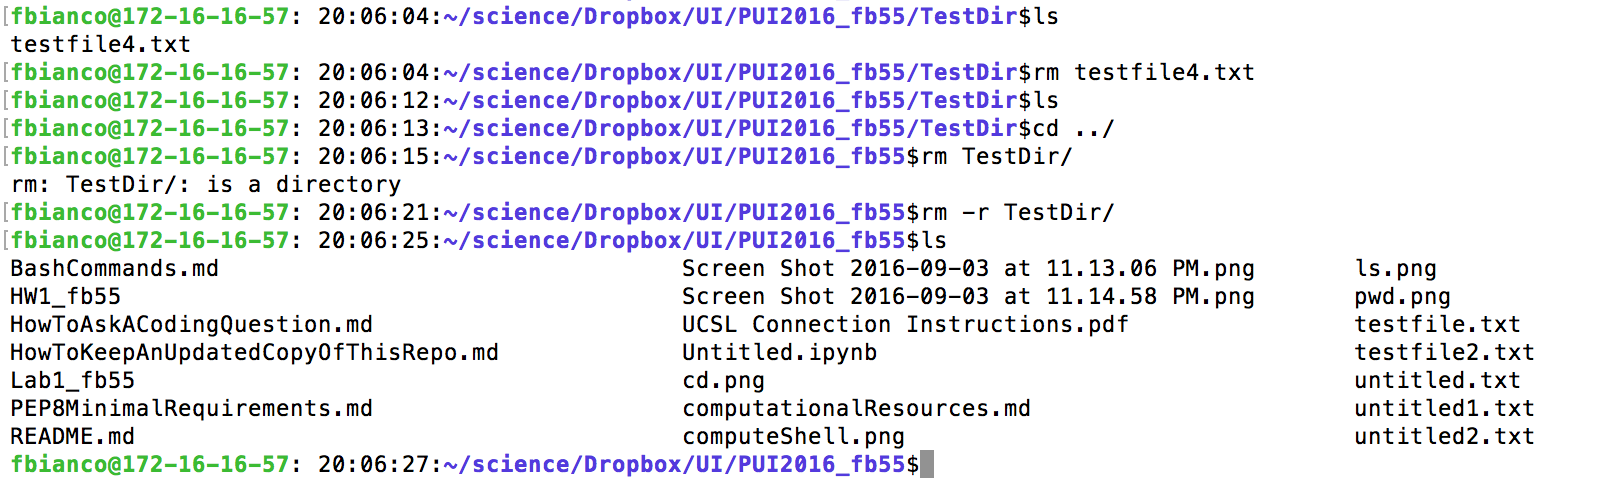 [fbianco@172-16-16-57: 20:06:04:~/science/Dropbox/UI/PUI2016_fb55/TestDir$ls
testfile4.txt
[fbianco@172-16-16-57: 20:06:04:~/science/Dropbox/UI/PUI2016_fb55/TestDir$rm testfile4.txt
[fbianco@172-16-16-57: 20:06:12:~/science/Dropbox/UI/PUI2016_fb55/TestDir$ls
[fbianco@172-16-16-57: 20:06:13:~/science/Dropbox/UI/PUI2016_fb55/TestDir$cd ../
[fbianco@172-16-16-57: 20:06:15:~/science/Dropbox/UI/PUI2016_fb55$rm TestDir/
rm: TestDir/: is a directory
[fbianco@172-16-16-57: 20:06:21:~/science/Dropbox/UI/PUI2016_fb55$rm -r TestDir/
[fbianco@172-16-16-57: 20:06:25:~/science/Dropbox/UI/PUI2016_fb55$ls
BashCommands.md Screen Shot 2016-09-03 at 11.13.06 PM.png ls.png
HW1_fb55 Screen Shot 2016-09-03 at 11.14.58 PM.png pwd.png
HowToAskACodingQuestion.md UCSL Connection Instructions.pdf testfile.txt
HowToKeepAnUpdatedCopyOfThisRepo.md Untitled.ipynb testfile2.txt
Lab1_fb55 cd.png untitled.txt
PEP8MinimalRequirements.md computationalResources.md untitled1.txt
README.md computeShell.png untitled2.txt
fbianco@172-16-16-57: 20:06:27:~/science/Dropbox/UI/PUI2016_fb55$